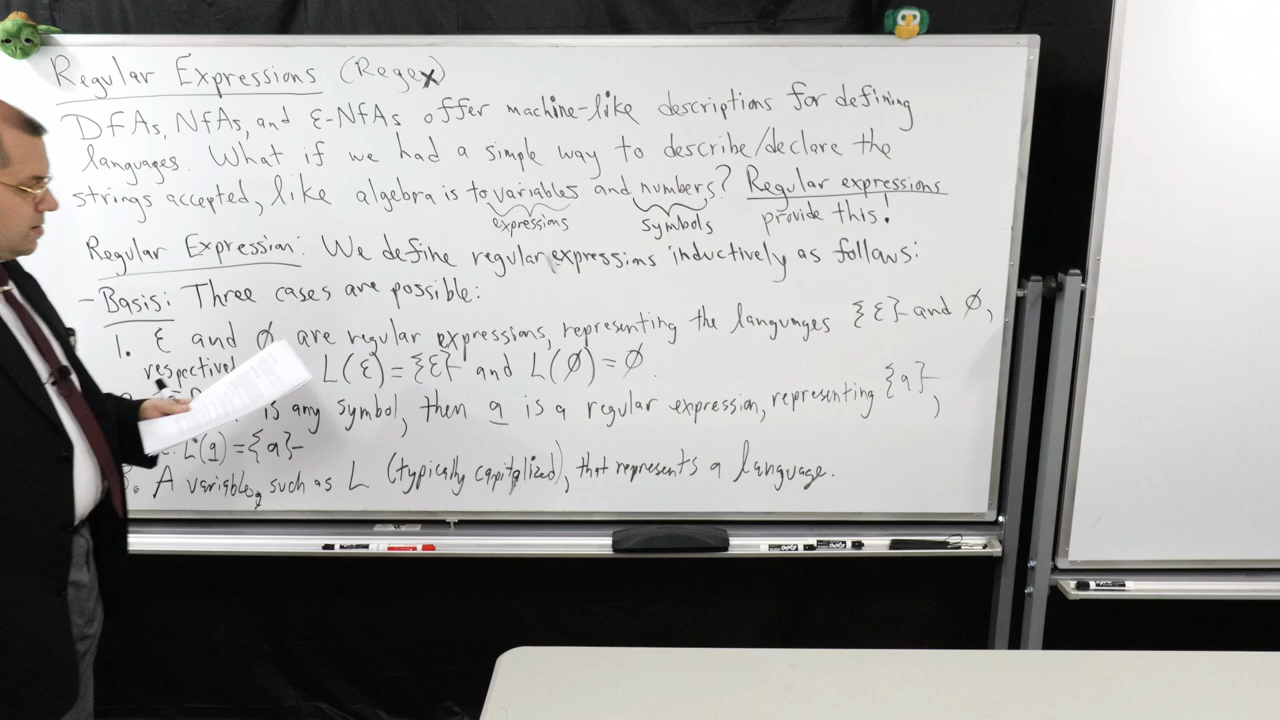 Regular Expressions (Regex)
DFAs, NFAs, and ε-NFAs offer machine-like descriptions for defining
languages. What if we had a simple way to describe/declare the
strings accepted, like algebra is to variables and numbers? Regular expressions
expressions symbols provide this!
Regular Expression: We define regular expressions inductively as follows:
- Basis: Three cases are possible:
1. ε and ∅ are regular expressions, representing the languages {ε} and ∅,
L(ε) = {ε} and L(∅) = ∅.
is any symbol, then a is a regular expression, representing {a},
L(a) = {a}
3. A variable, such as L (typically capitalized), that represents a language.